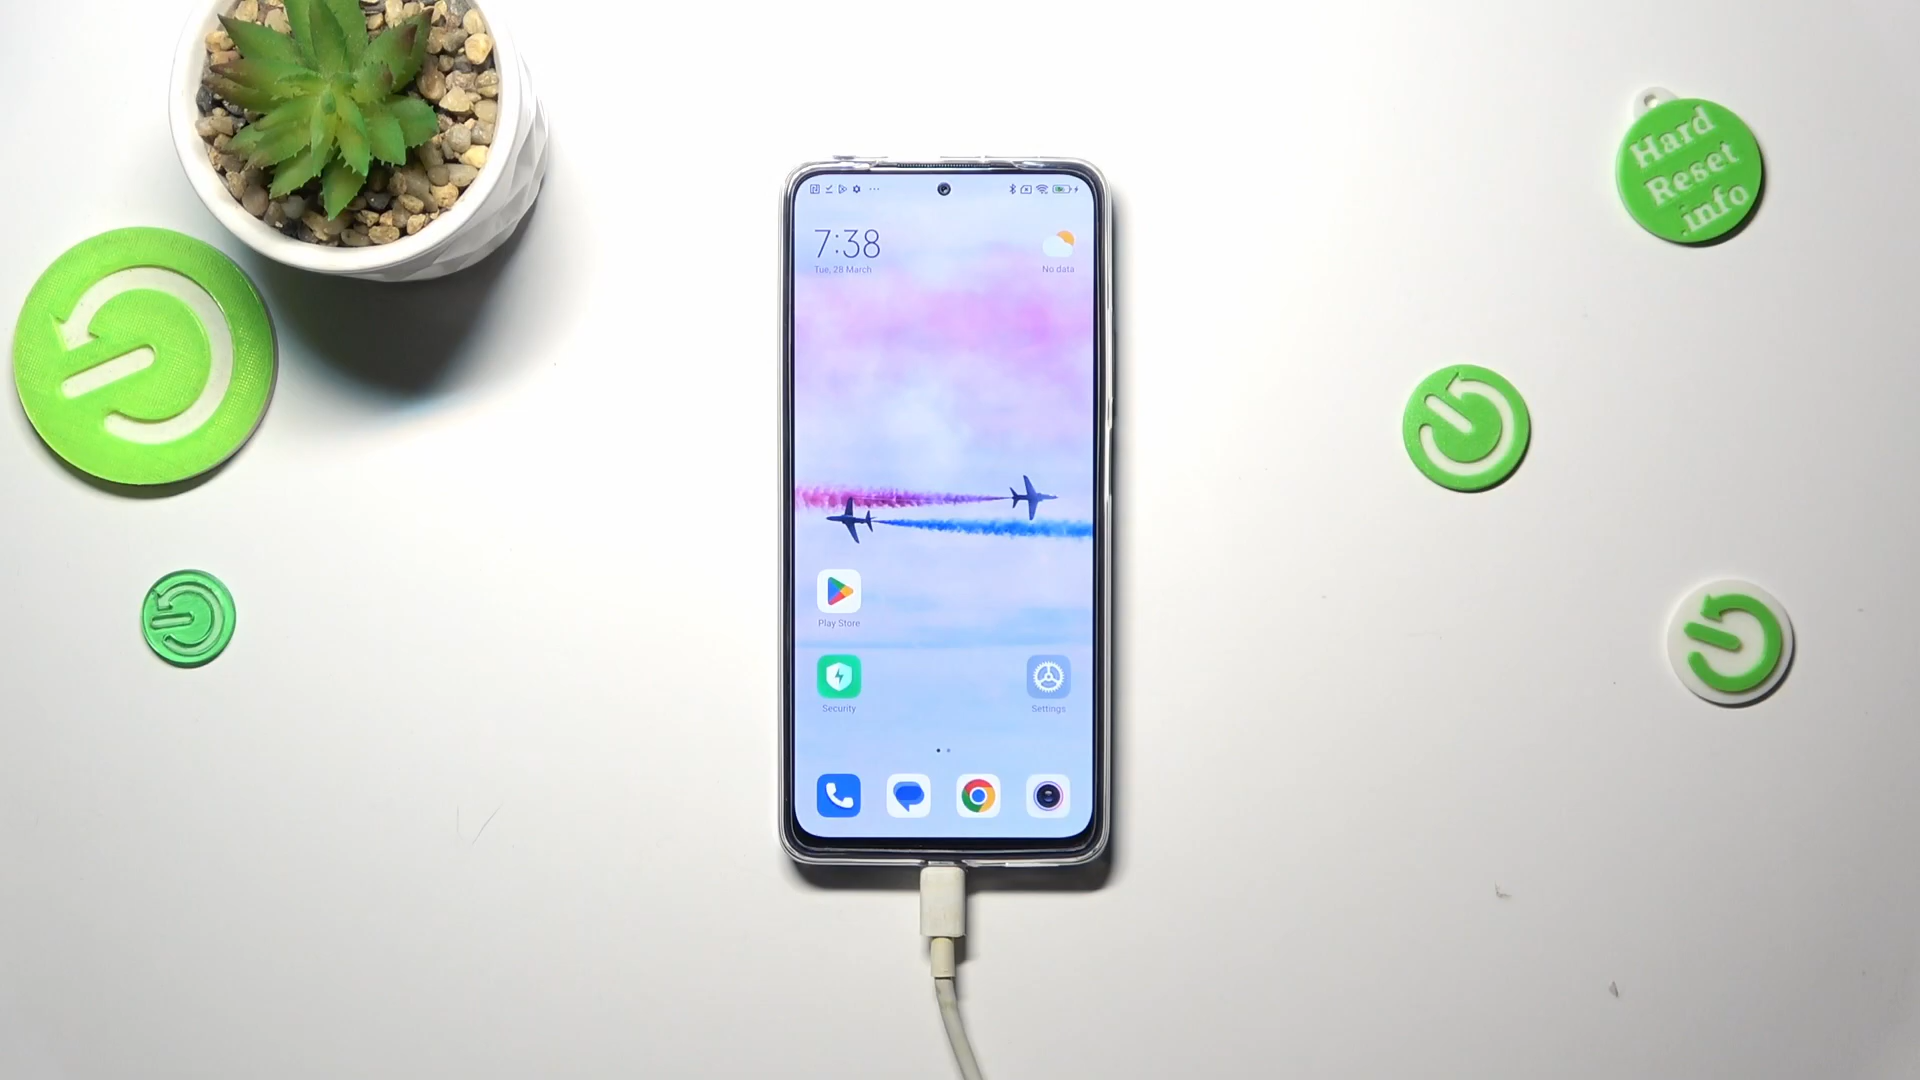 7:38
Tue, 28 March
No data
Play Store
Security
Settings
Hard
Reset
.info